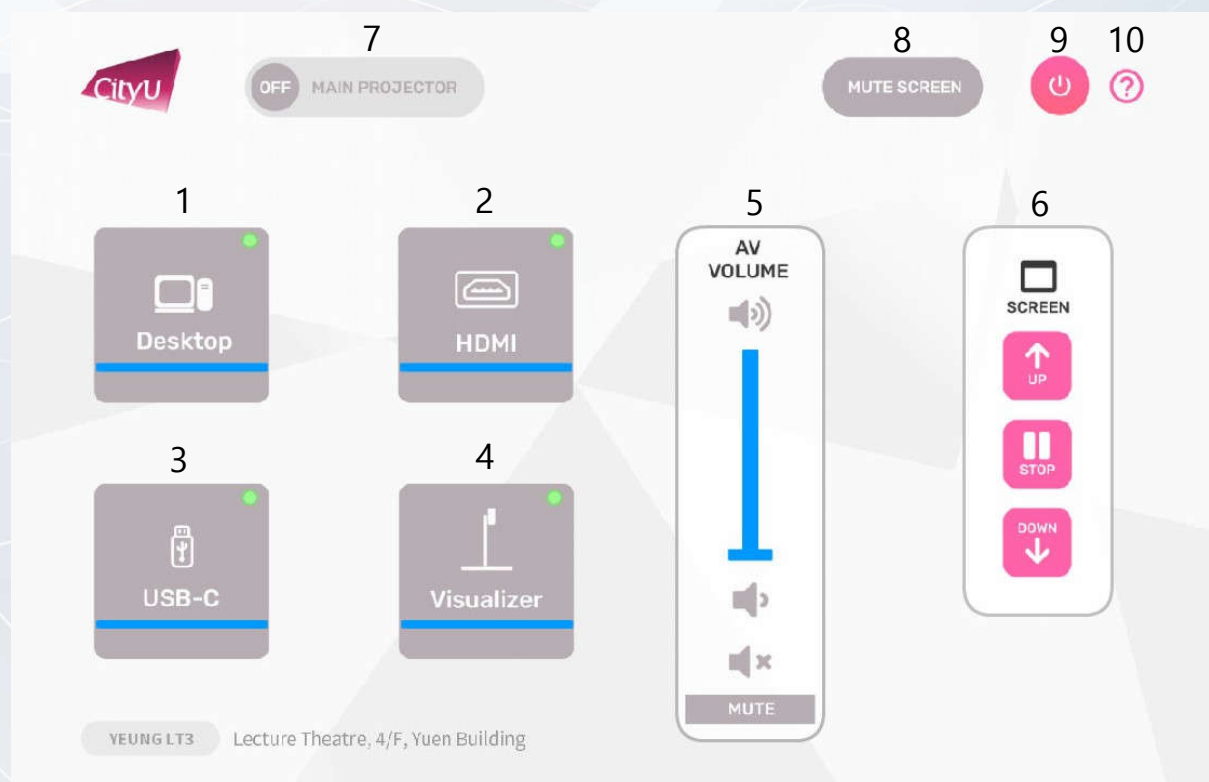 7
8
9
10
CityU
OFF MAIN PROJECTOR
MUTE SCREEN
?
1
2
5
6
Desktop
HDMI
AV
VOLUME
SCREEN
UP
3
4
STOP
DOWN
USB-C
Visualizer
MUTE
YEUNG LT3 Lecture Theatre, 4/F, Yuen Building